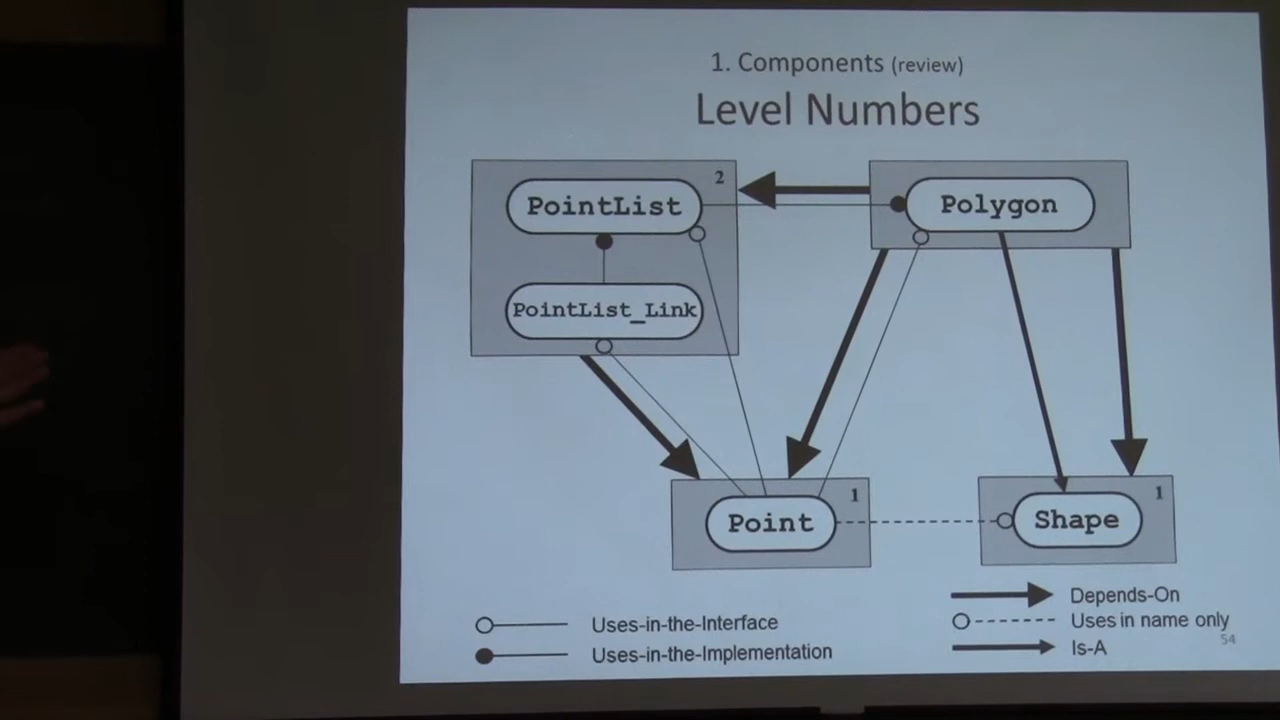 1. Components (review)
Level Numbers
2
PointList
Polygon
PointList_Link
1
Point
1
Shape
Uses-in-the-Interface
Uses-in-the-Implementation
Depends-On
Uses in name only
Is-A
54